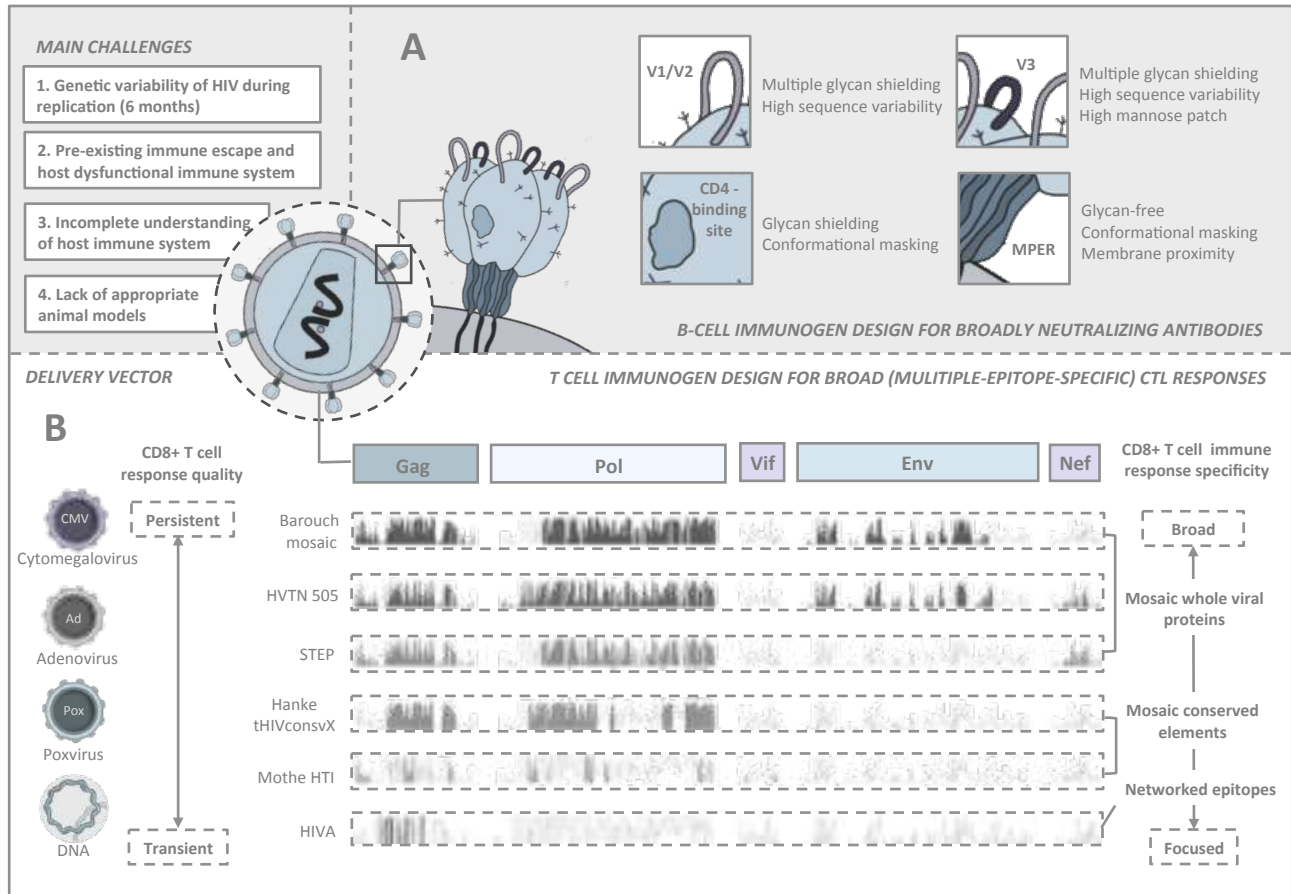 MAIN CHALLENGES
1. Genetic variability of HIV during
replication (6 months)
2. Pre-existing immune escape and
host dysfunctional immune system
3. Incomplete understanding
of host immune system
4. Lack of appropriate
animal models
A
V1/V2
Multiple glycan shielding
High sequence variability
V3
Multiple glycan shielding
High sequence variability
High mannose patch
CD4 -
binding
site
Glycan shielding
Conformational masking
MPER
Glycan-free
Conformational masking
Membrane proximity
B-CELL IMMUNOGEN DESIGN FOR BROADLY NEUTRALIZING ANTIBODIES
DELIVERY VECTOR
T CELL IMMUNOGEN DESIGN FOR BROAD (MULITIPLE-EPITOPE-SPECIFIC) CTL RESPONSES
B
CD8+ T cell
response quality
Gag
Pol
Vif
Env
Nef
CD8+ T cell immune
response specificity
CMV
Cytomegalovirus
Ad
Adenovirus
Pox
Poxvirus
DNA
Persistent
Transient
Barouch
mosaic
HVTN 505
STEP
Hanke
tHIVconsvX
Mothe HTI
HIVA
Broad
Mosaic whole viral
proteins
Mosaic conserved
elements
Networked epitopes
Focused